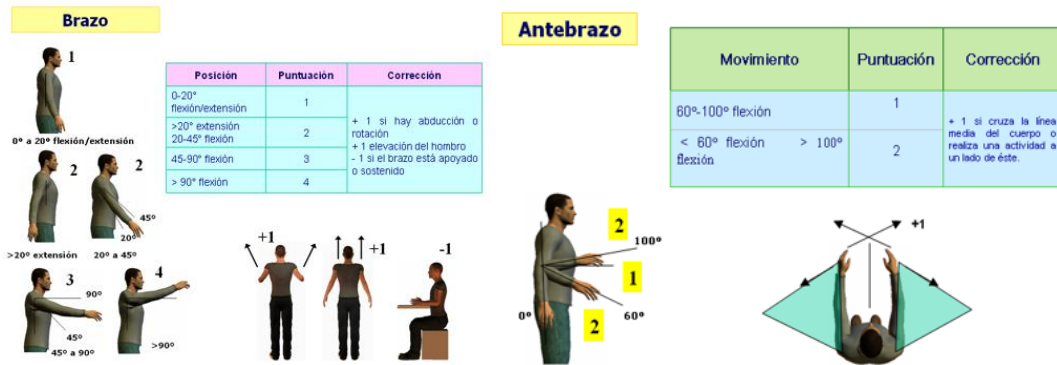 Brazo
1
0º a 20º flexión/extensión
2
2
45º
20º
>20º extensión
20º a 45º
3
90º
45º
45º a 90º
4
>90º
Posición Puntuación Corrección
0-20° flexión/extensión
1
>20° extensión
20-45° flexión
2
45-90° flexión
3
> 90° flexión
4
+ 1 si hay abducción o
rotación
+ 1 elevación del hombro
- 1 si el brazo está apoyado
o sostenido
+1
+1
-1
Antebrazo
Movimiento Puntuación Corrección
60º-100º flexión
1
< 60º flexión > 100º
flexión
2
+ 1 si cruza la línea
media del cuerpo o
realiza una actividad a
un lado de éste.
2
100º
1
0º
2
60º
+1